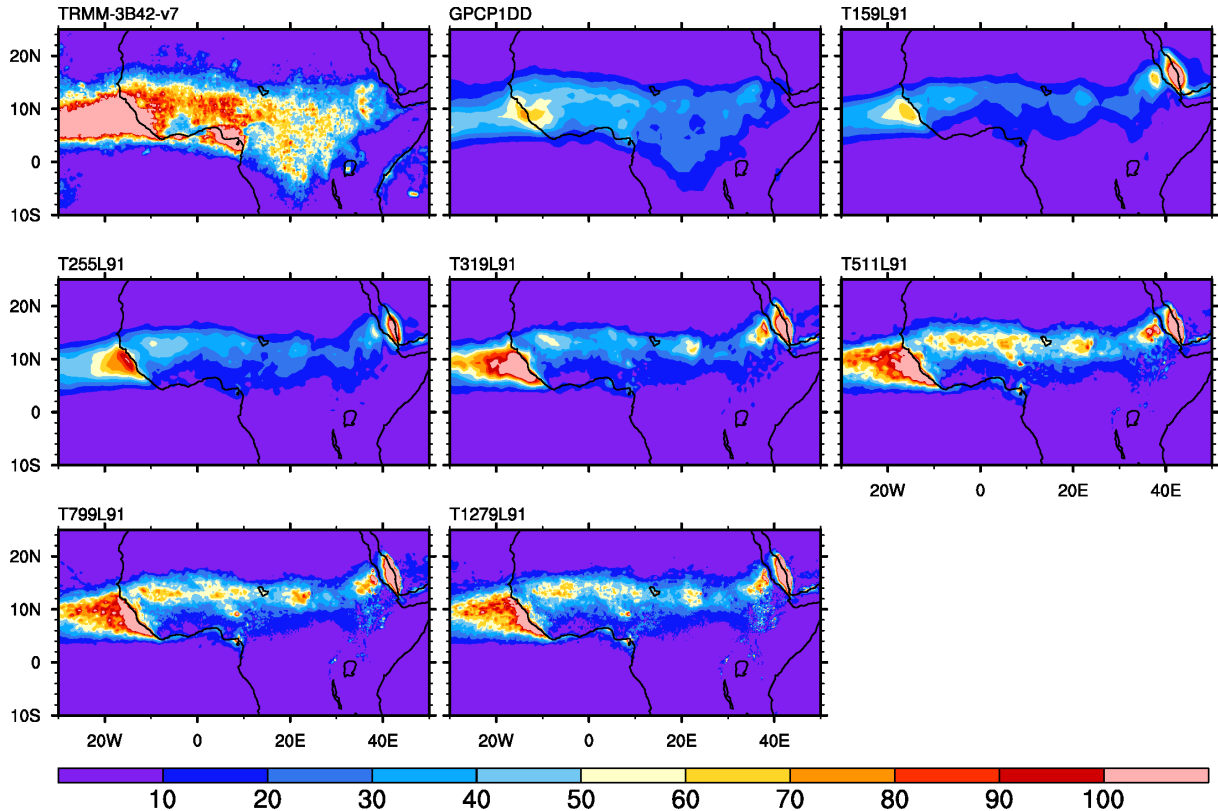 TRMM-3B42-v7 GPCP1DD T159L91
20N
10N
0
10S
T255L91 T319L91 T511L91
20N
10N
0
10S
20W 0 20E 40E
T799L91 T1279L91
20N
10N
0
10S
20W 0 20E 40E 20W 0 20E 40E
10 20 30 40 50 60 70 80 90 100